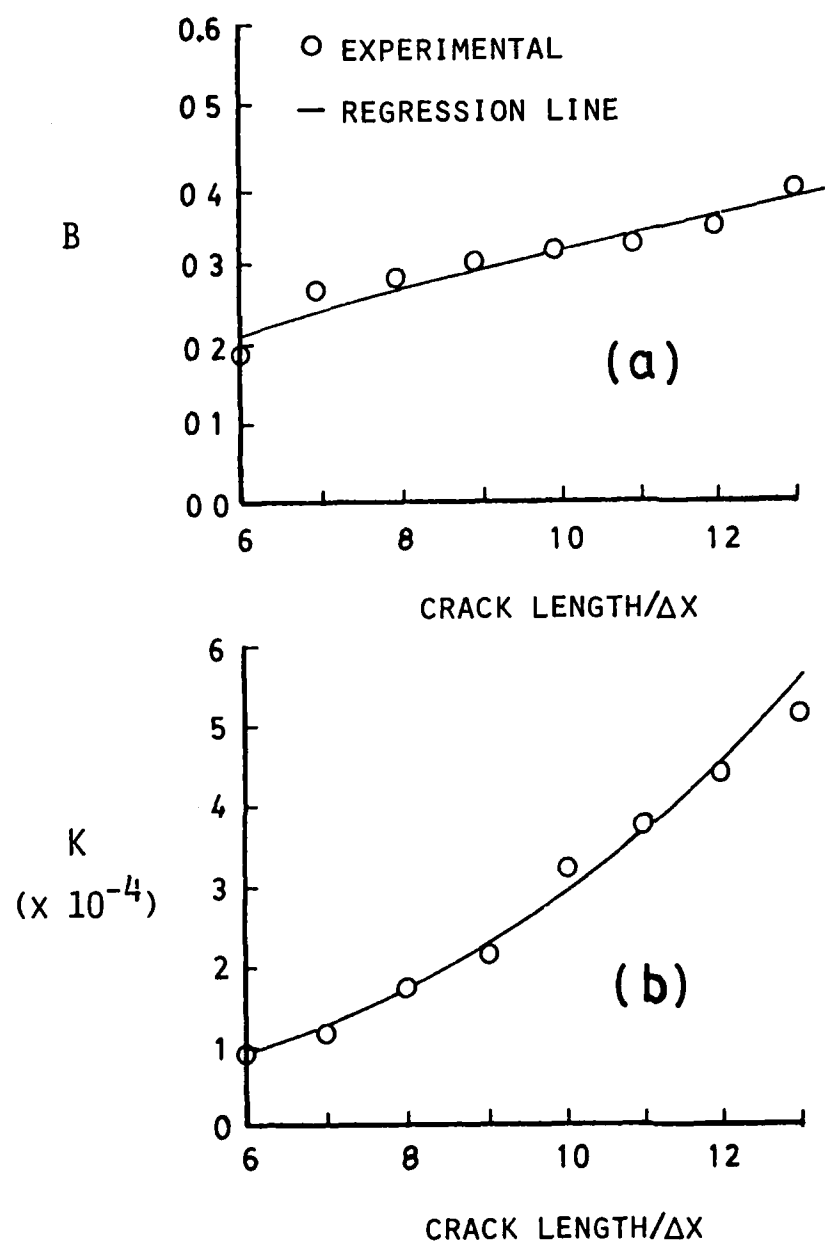 0.6
O EXPERIMENTAL
0 5
— REGRESSION LINE
0 4
B
0 3
0 2
(a)
0 1
0 0
6 8 10 12
CRACK LENGTH/ΔX
6
5
4
K
(x 10⁻⁴)
3
2
(b)
1
0
6 8 10 12
CRACK LENGTH/ΔX